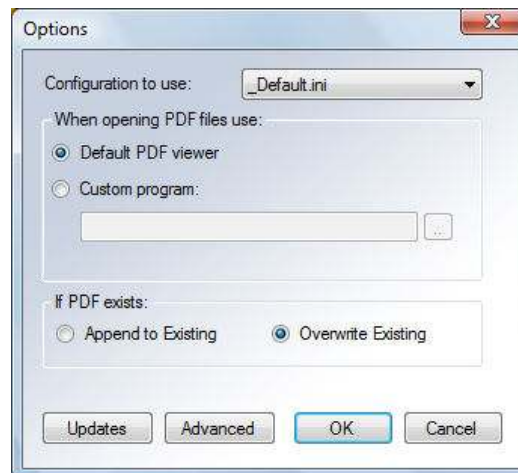 Options
Configuration to use: _Default.ini
When opening PDF files use:
Default PDF viewer
Custom program:
..
If PDF exists:
Append to Existing Overwrite Existing
Updates Advanced OK Cancel